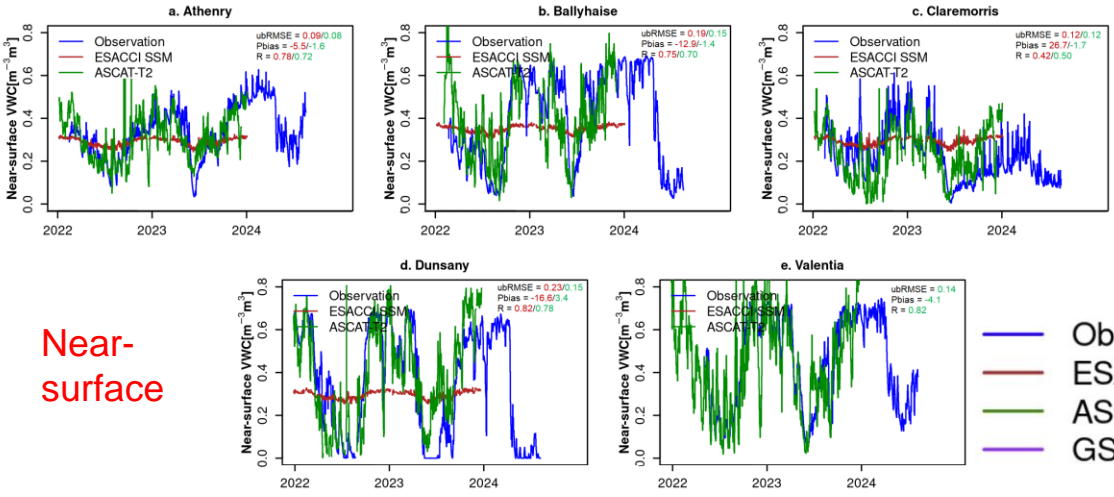 a. Athenry
Near-surface VWC[m⁻³m³]
0.8
0.6
0.4
0.2
0.0
Observation
ESACCI SSM
ASCAT-T2
ubRMSE = 0.09/0.08
Pbias = -5.5/-1.6
R = 0.78/0.72
2022
2023
2024
b. Ballyhaise
Near-surface VWC[m⁻³m³]
0.8
0.6
0.4
0.2
0.0
Observation
ESACCI SSM
ASCAT-T2
ubRMSE = 0.19/0.15
Pbias = -12.9/-1.4
R = 0.75/0.70
2022
2023
2024
c. Claremorris
Near-surface VWC[m⁻³m³]
0.8
0.6
0.4
0.2
0.0
Observation
ESACCI SSM
ASCAT-T2
ubRMSE = 0.12/0.12
Pbias = 26.7/-1.7
R = 0.42/0.50
2022
2023
2024
Near-
surface
d. Dunsany
Near-surface VWC[m⁻³m³]
0.8
0.6
0.4
0.2
0.0
Observation
ESACCI SSM
ASCAT-T2
ubRMSE = 0.23/0.15
Pbias = -16.6/3.4
R = 0.82/0.78
2022
2023
2024
e. Valentia
Near-surface VWC[m⁻³m³]
0.8
0.6
0.4
0.2
0.0
Observation
ESACCI SSM
ASCAT-T2
ubRMSE = 0.14
Pbias = -4.1
R = 0.82
2022
2023
2024
Ob
ES
AS
GS